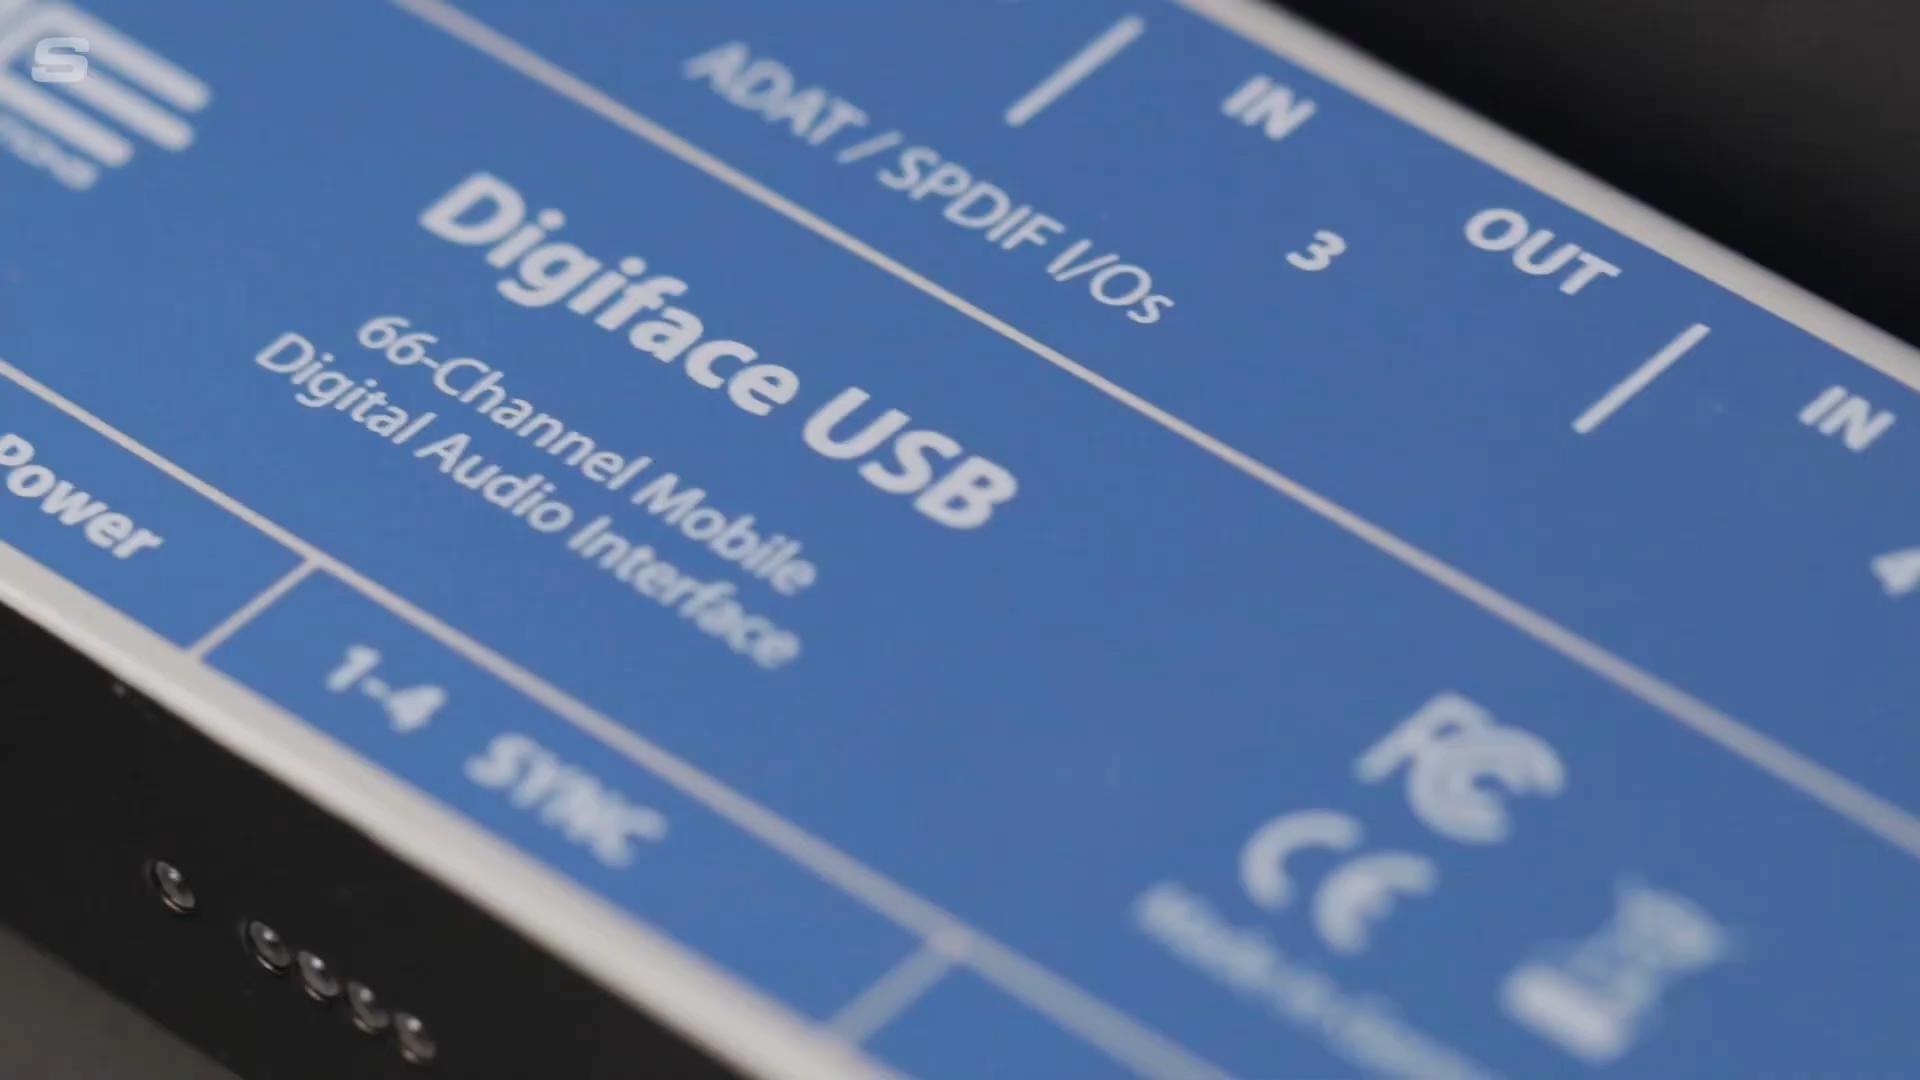 S
ADAT / SPDIF I/Os
IN 3 OUT
IN 4
Digiface USB
66-Channel Mobile
Digital Audio Interface
Power
1-4 SYNC
FC
CE